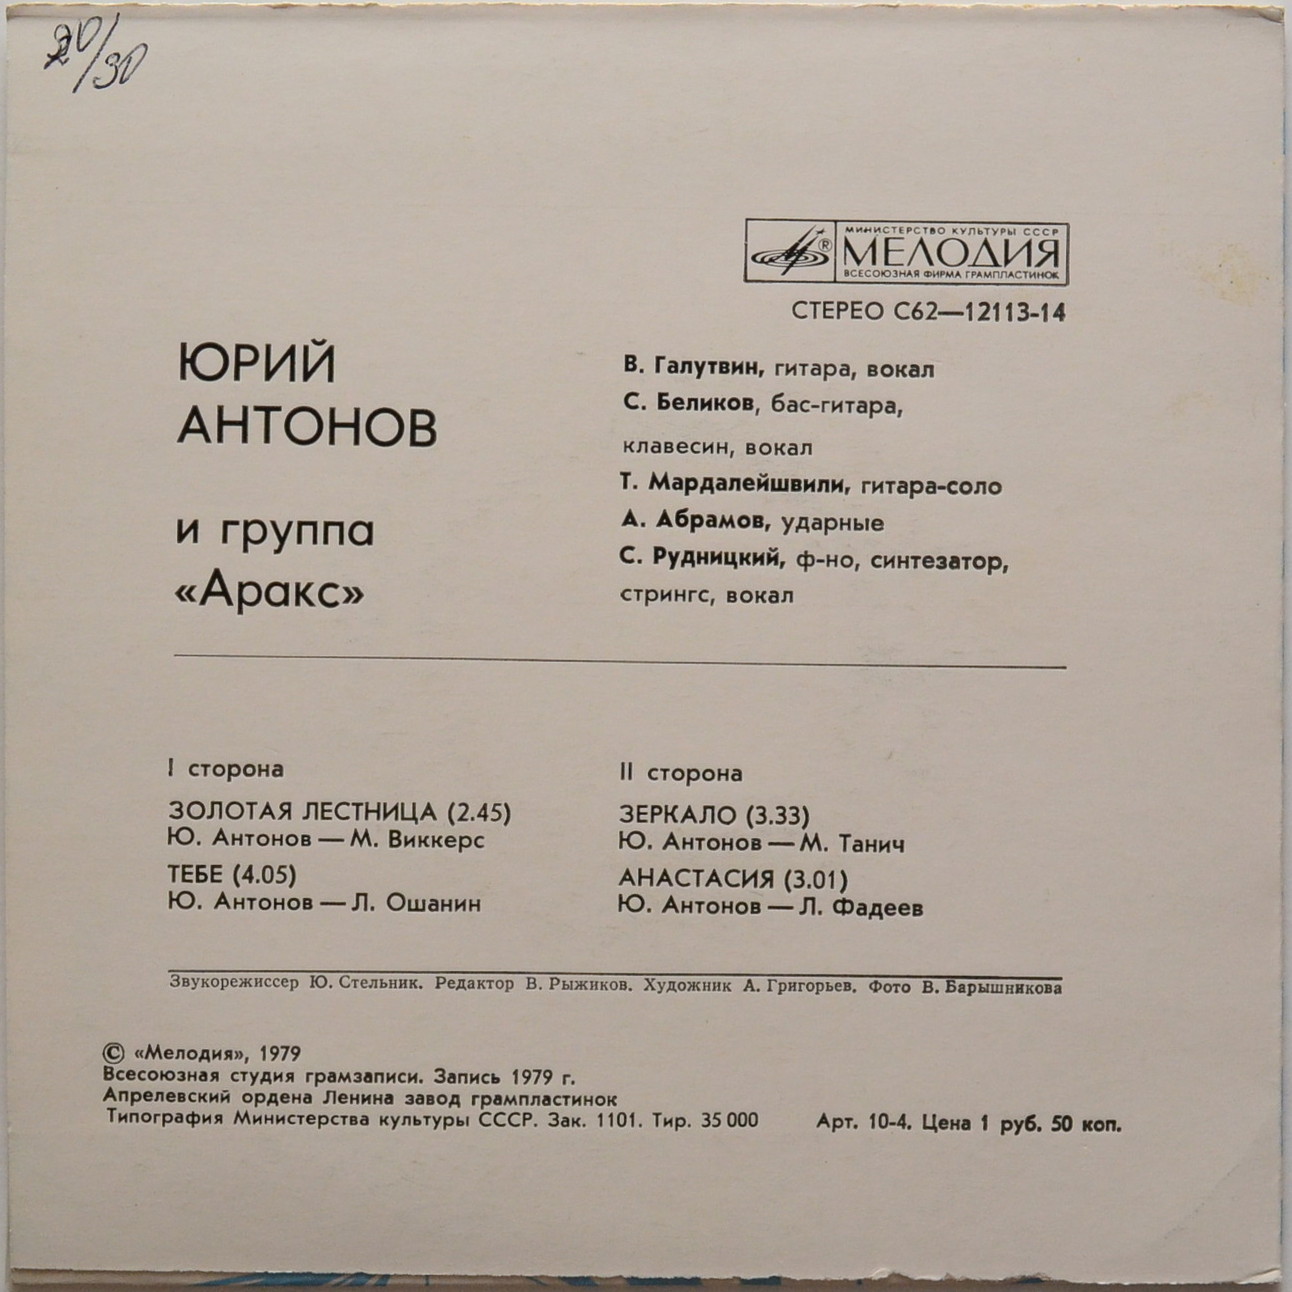 20/30
МИНИСТЕРСТВО КУЛЬТУРЫ СССР
МЕЛОДИЯ
®
ВСЕСОЮЗНАЯ ФИРМА ГРАМПЛАСТИНОК
СТЕРЕО С62—12113-14
ЮРИЙ
АНТОНОВ
и группа
«Аракс»
В. Галутвин, гитара, вокал
С. Беликов, бас-гитара,
клавесин, вокал
Т. Мардалейшвили, гитара-соло
А. Абрамов, ударные
С. Рудницкий, ф-но, синтезатор,
стрингс, вокал
I сторона
ЗОЛОТАЯ ЛЕСТНИЦА (2.45)
Ю. Антонов — М. Виккерс
ТЕБЕ (4.05)
Ю. Антонов — Л. Ошанин
II сторона
ЗЕРКАЛО (3.33)
Ю. Антонов — М. Танич
АНАСТАСИЯ (3.01)
Ю. Антонов — Л. Фадеев
Звукорежиссер Ю. Стельник. Редактор В. Рыжиков. Художник А. Григорьев. Фото В. Барышникова
© «Мелодия», 1979
Всесоюзная студия грамзаписи. Запись 1979 г.
Апрелевский ордена Ленина завод грампластинок
Типография Министерства культуры СССР. Зак. 1101. Тир. 35 000 Арт. 10-4. Цена 1 руб. 50 коп.